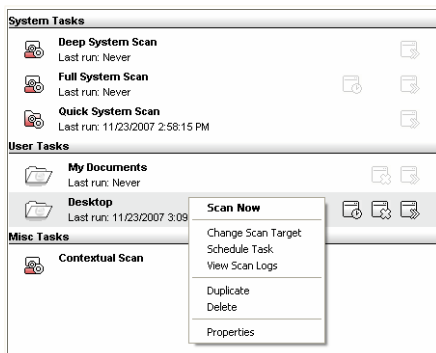 System Tasks
Deep System Scan
Last run: Never
Full System Scan
Last run: Never
Quick System Scan
Last run: 11/23/2007 2:58:15 PM
User Tasks
My Documents
Last run: Never
Desktop
Last run: 11/23/2007 3:09
Scan Now
Change Scan Target
Schedule Task
View Scan Logs
Duplicate
Delete
Properties
Misc Tasks
Contextual Scan